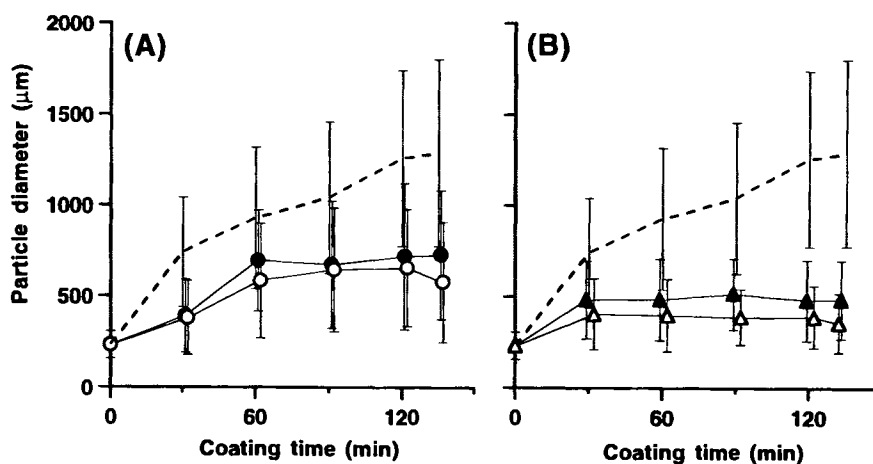 (A)
(B)
Particle diameter (μm)
2000
1500
1000
500
0
0
60
120
0
60
120
Coating time (min)
Coating time (min)